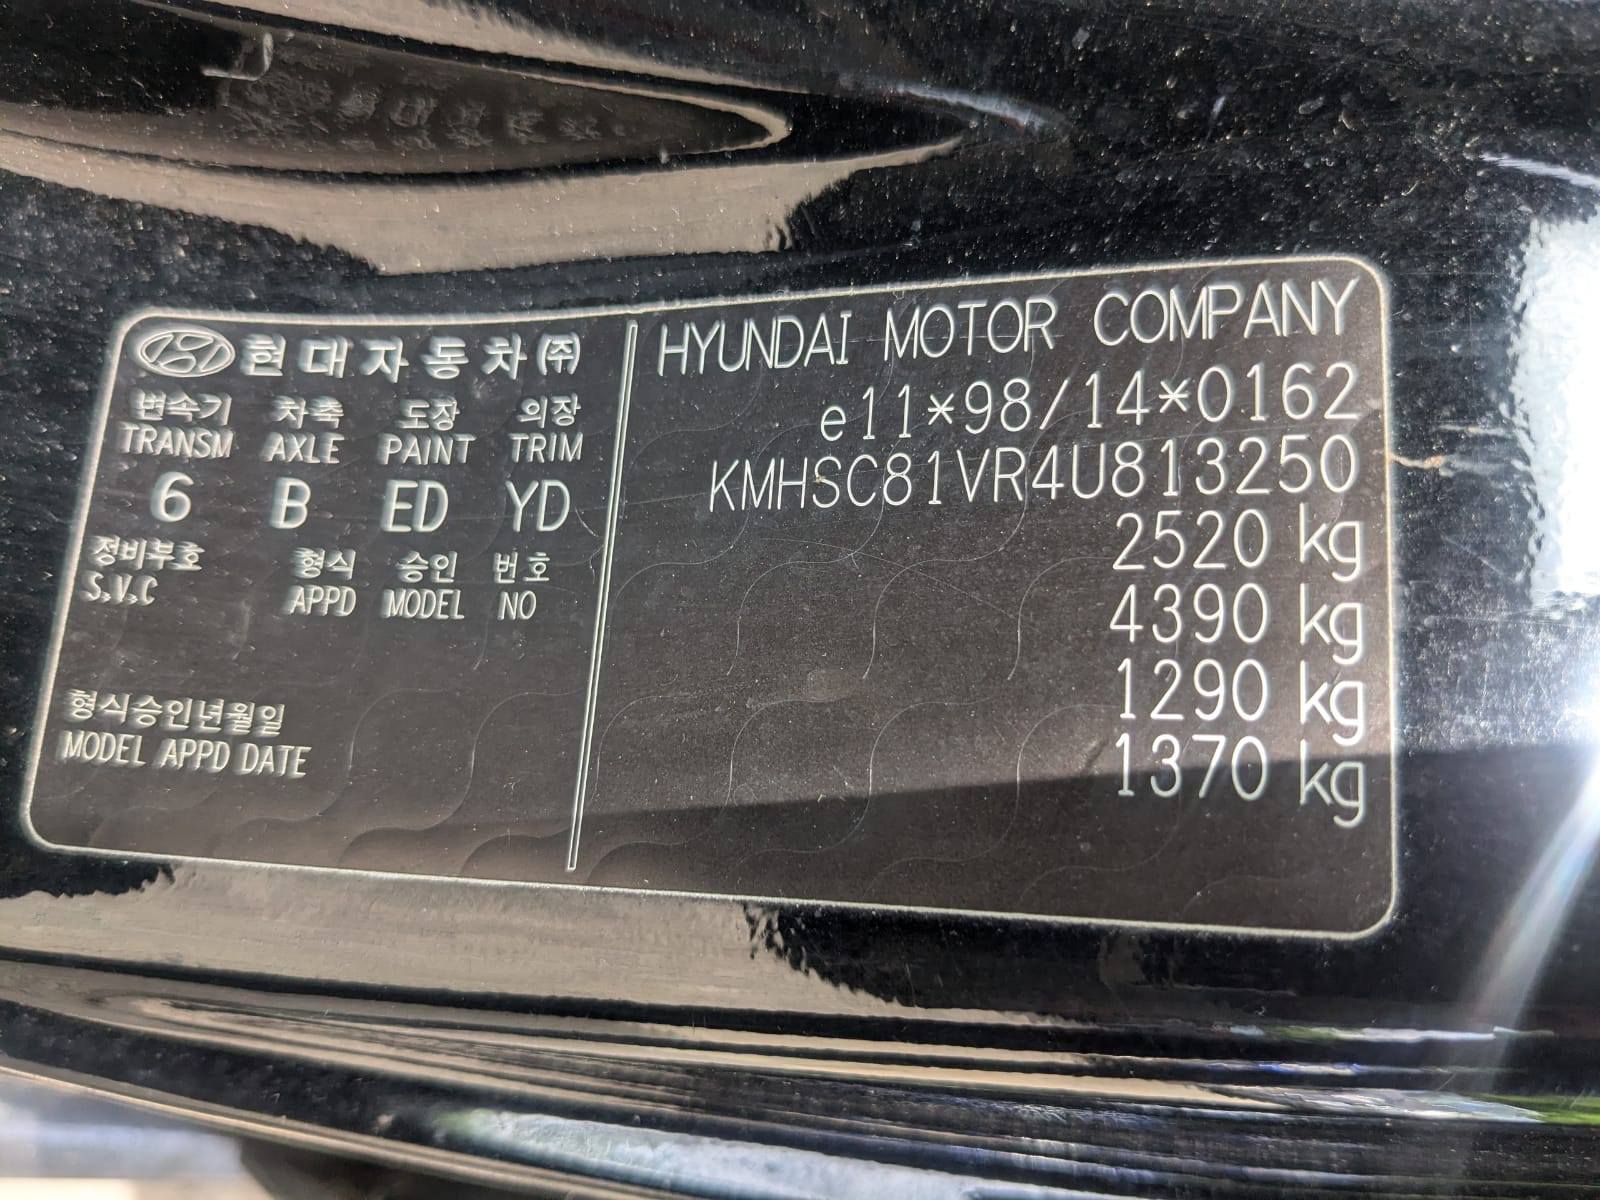 현대자동차(주)
변속기 차축 도장 의장
TRANSM AXLE PAINT TRIM
6 B ED YD
정비부호 형식 승인 번호
S,V,C APPD MODEL NO
형식승인년월일
MODEL APPD DATE
HYUNDAI MOTOR COMPANY
e11*98/14*0162
KMHSC81VR4U813250
2520 kg
4390 kg
1290 kg
1370 kg